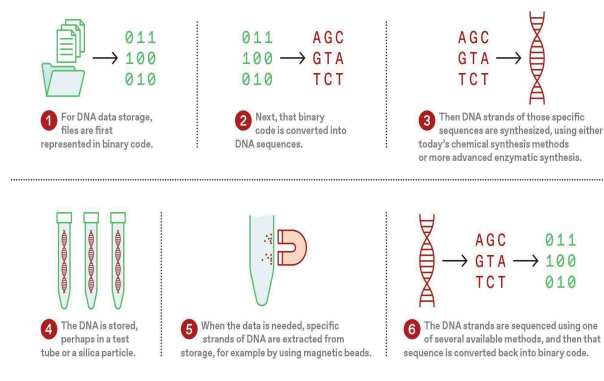 011
100
010
1 For DNA data storage,
files are first
represented in binary code.
011
100
010
AGC
GTA
TCT
2 Next, that binary
code is converted into
DNA sequences.
AGC
GTA
TCT
3 Then DNA strands of those specific
sequences are synthesized, using either
today's chemical synthesis methods
or more advanced enzymatic synthesis.
4 The DNA is stored,
perhaps in a test
tube or a silica particle.
5 When the data is needed, specific
strands of DNA are extracted from
storage, for example by using magnetic beads.
AGC
GTA
TCT
011
100
010
6 The DNA strands are sequenced using one
of several available methods, and then that
sequence is converted back into binary code.